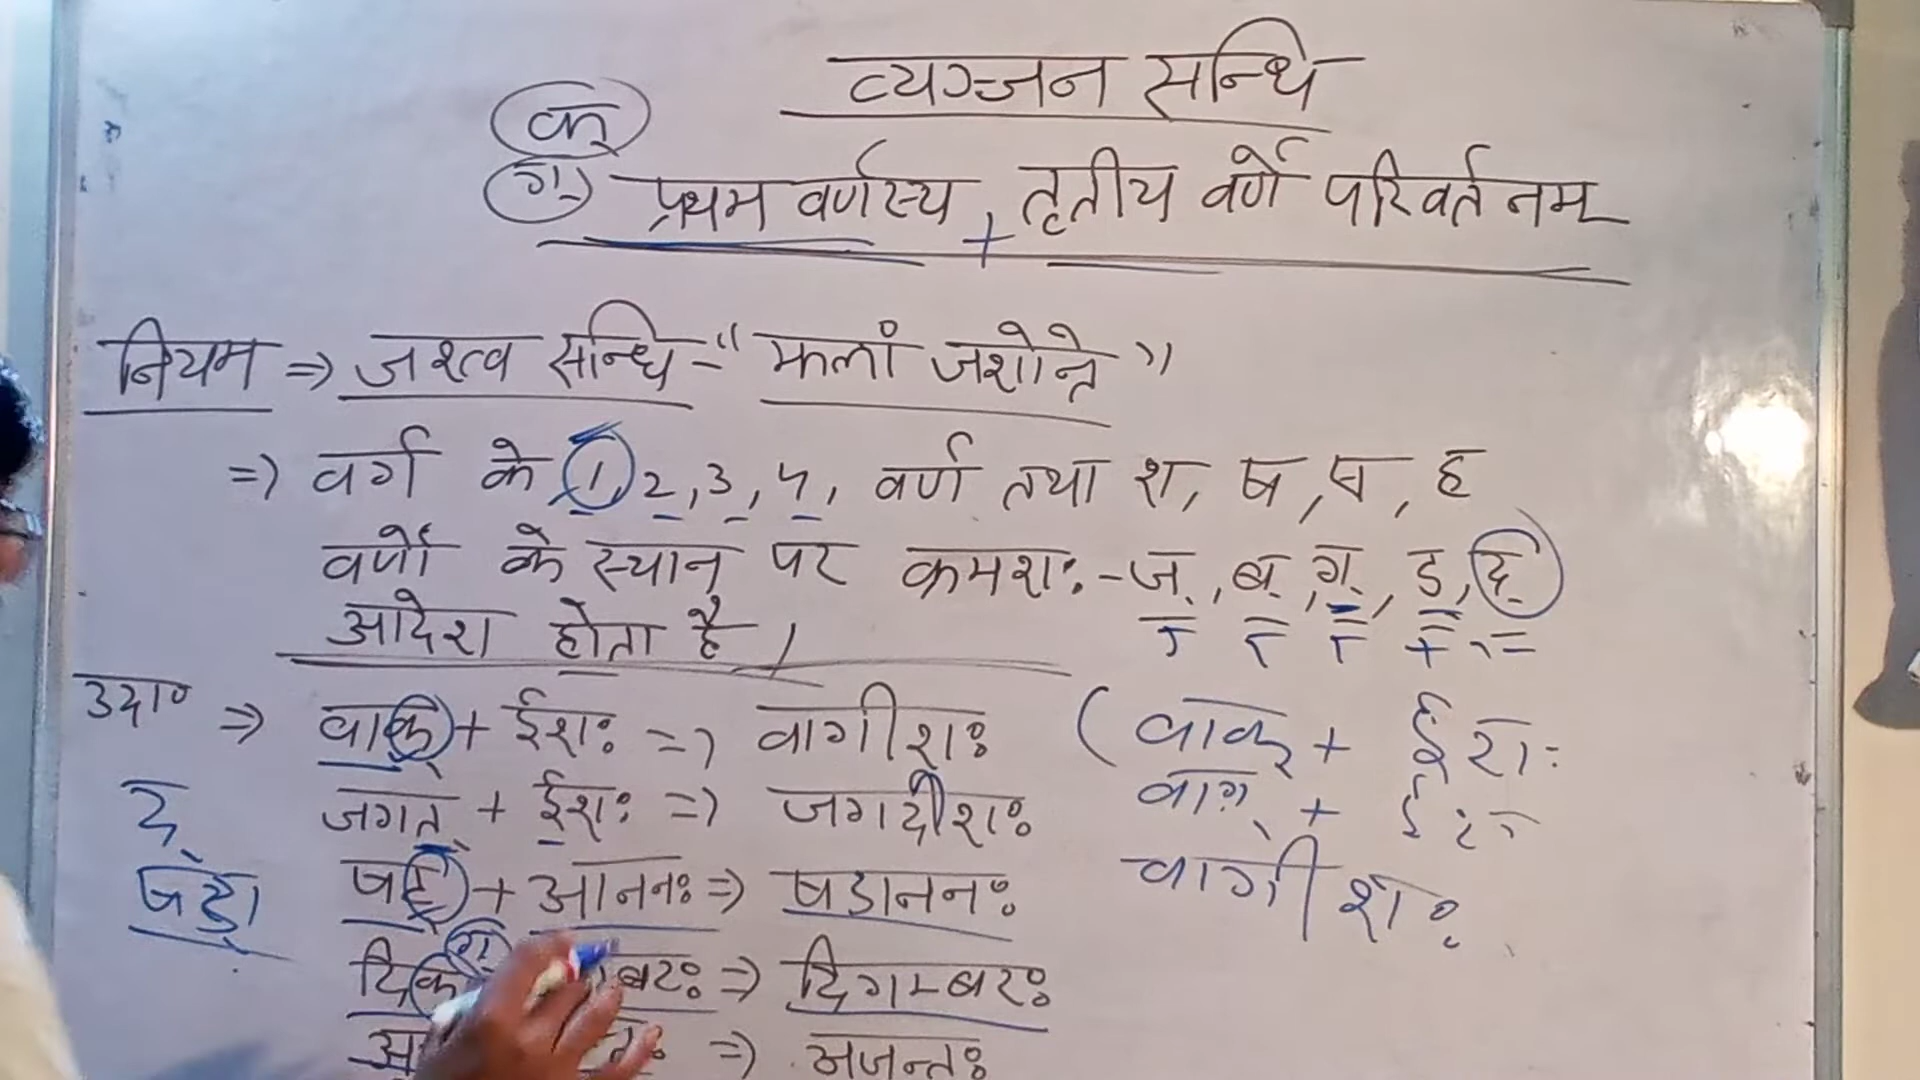 व्यञ्जन सन्धि
क्
ग् प्रथम वर्णस्य, तृतीय वर्णे परिवर्तनम्
नियम => जश्त्व सन्धि - "झलां जशोन्ते"
=> वर्ग के 1, 2, 3, 4, वर्ण तथा श, ष, स, ह
वर्णों के स्थान पर क्रमशः - ज्, ब्, ग्, ड्, द्
आदेश होता है।
उदा० => वाक् + ईशः => वागीशः
जगत् + ईशः => जगदीशः
षट् + आननः => षडाननः
दिक् बरः => दिगम्बरः
=> अजन्तः
(वाक् + ईशः
वाग् + ई
वागीशः
द्
ग्